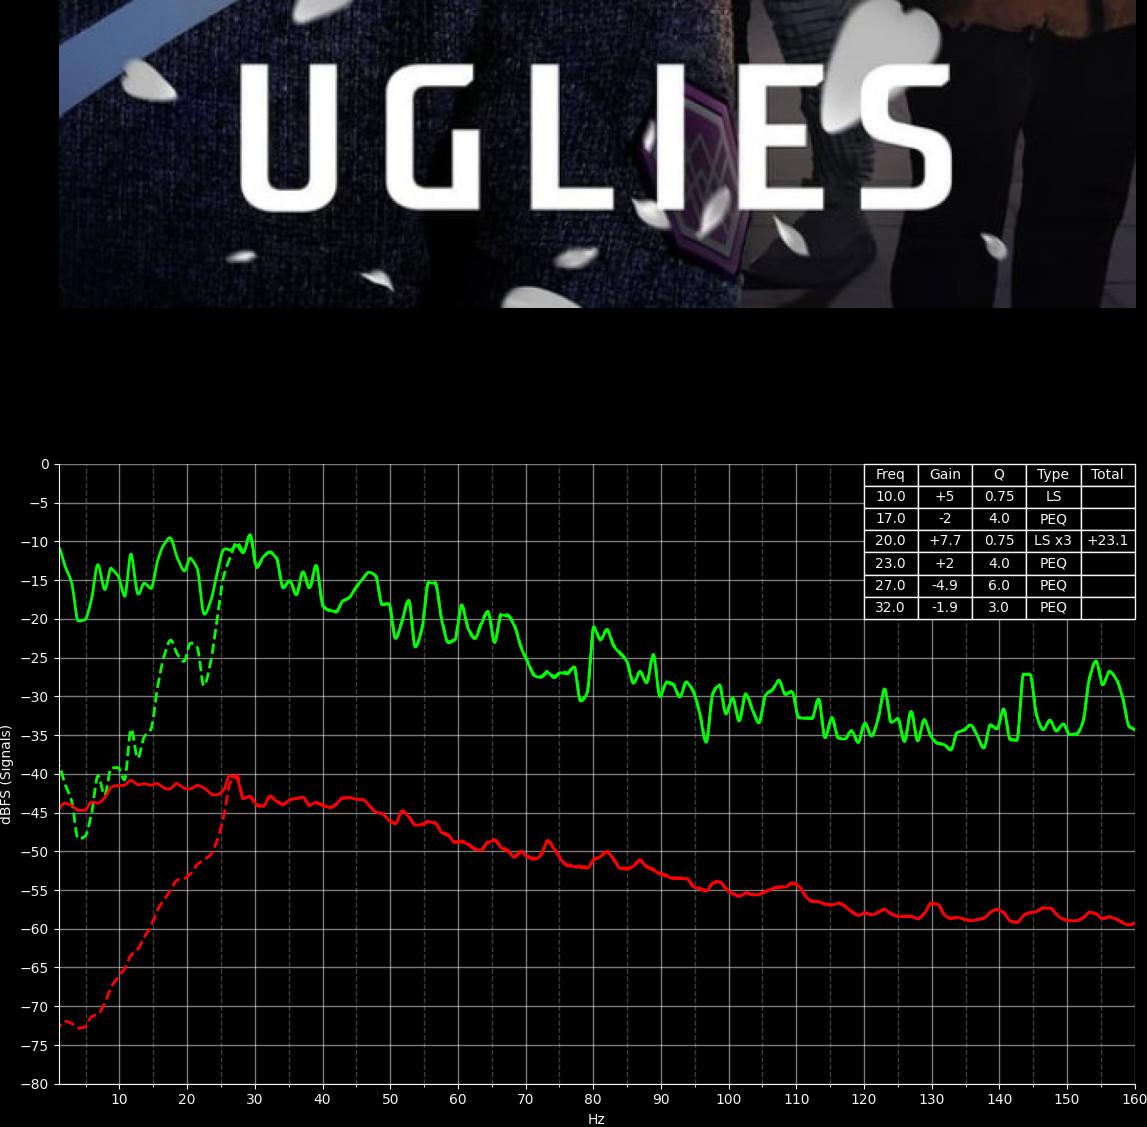 UGLIES
Freq Gain Q Type Total
10.0 +5 0.75 LS
17.0 -2 4.0 PEQ
20.0 +7.7 0.75 LS x3 +23.1
23.0 +2 4.0 PEQ
27.0 -4.9 6.0 PEQ
32.0 -1.9 3.0 PEQ
0
−5
−10
−15
−20
−25
−30
−35
−40
−45
−50
−55
−60
−65
−70
−75
−80
dBFS (Signals)
10 20 30 40 50 60 70 80 90 100 110 120 130 140 150 160
Hz